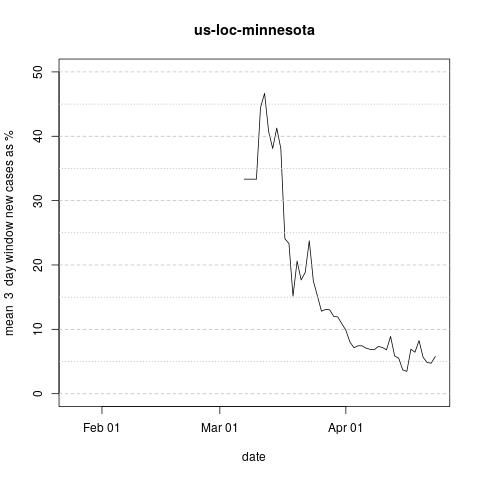 us-loc-minnesota
mean 3 day window new cases as %
50
40
30
20
10
0
Feb 01
Mar 01
Apr 01
date